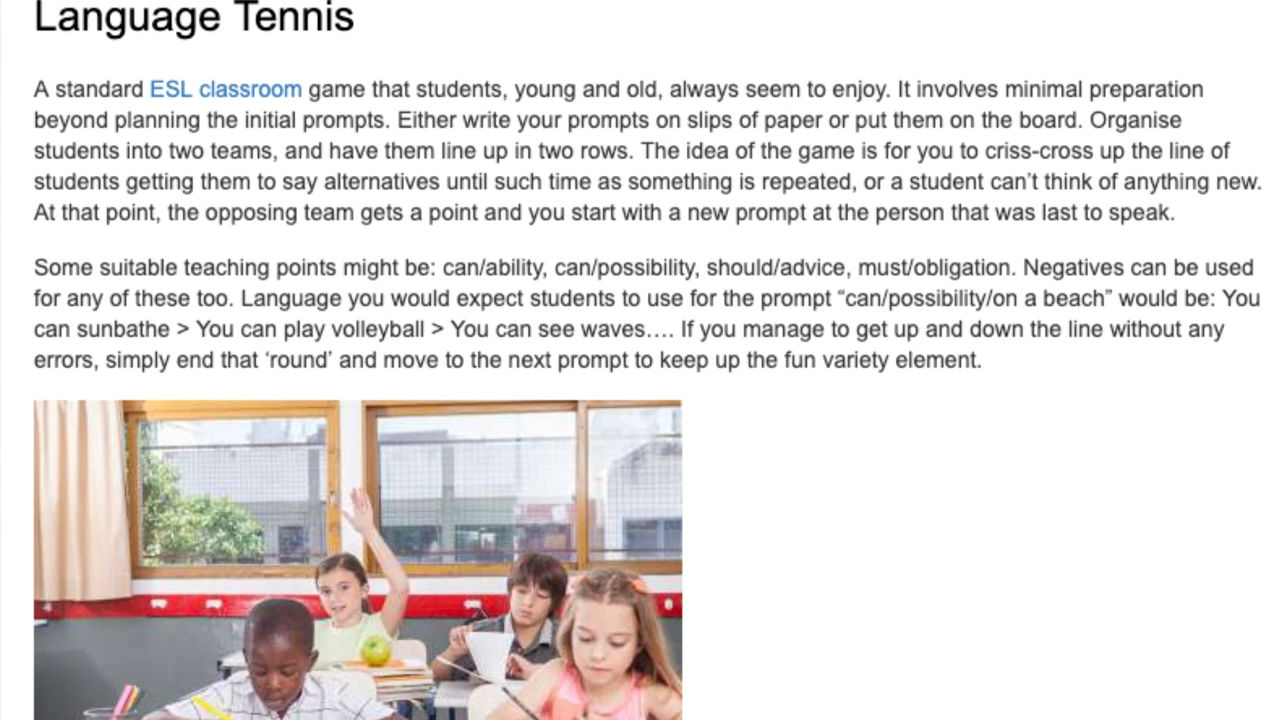 Language Tennis
A standard ESL classroom game that students, young and old, always seem to enjoy. It involves minimal preparation
beyond planning the initial prompts. Either write your prompts on slips of paper or put them on the board. Organise
students into two teams, and have them line up in two rows. The idea of the game is for you to criss-cross up the line of
students getting them to say alternatives until such time as something is repeated, or a student can’t think of anything new.
At that point, the opposing team gets a point and you start with a new prompt at the person that was last to speak.
Some suitable teaching points might be: can/ability, can/possibility, should/advice, must/obligation. Negatives can be used
for any of these too. Language you would expect students to use for the prompt “can/possibility/on a beach” would be: You
can sunbathe > You can play volleyball > You can see waves…. If you manage to get up and down the line without any
errors, simply end that ‘round’ and move to the next prompt to keep up the fun variety element.